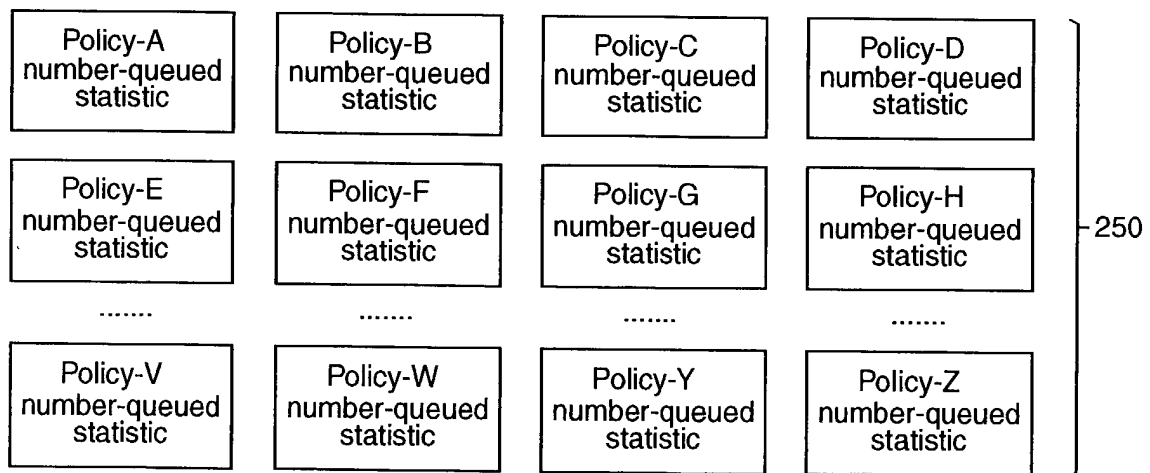 Policy-A
number-queued
statistic
Policy-B
number-queued
statistic
Policy-C
number-queued
statistic
Policy-D
number-queued
statistic
Policy-E
number-queued
statistic
Policy-F
number-queued
statistic
Policy-G
number-queued
statistic
Policy-H
number-queued
statistic
250
.......
.......
.......
.......
Policy-V
number-queued
statistic
Policy-W
number-queued
statistic
Policy-Y
number-queued
statistic
Policy-Z
number-queued
statistic